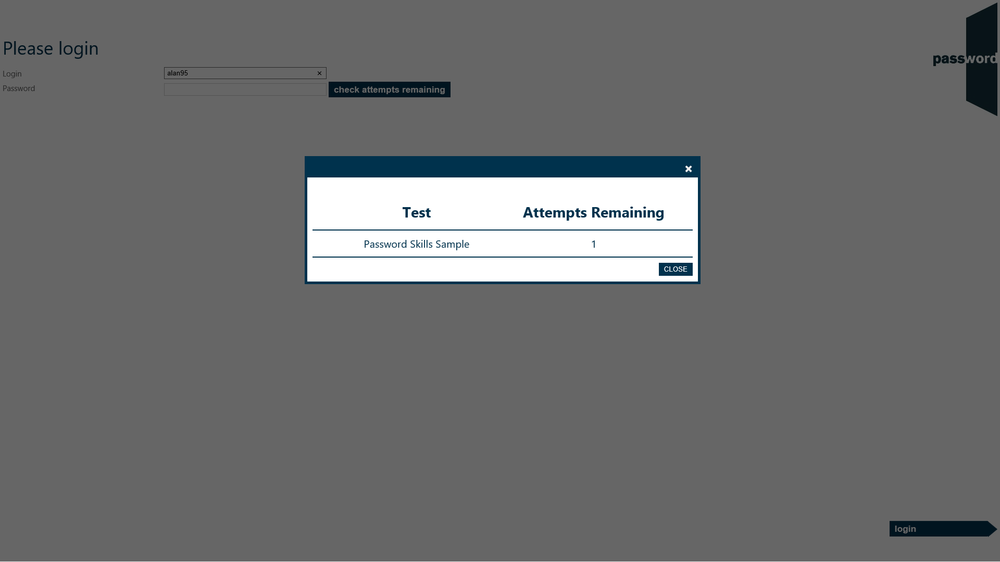 Please login
password
Login
alan95
Password
check attempts remaining
Test Attempts Remaining
Password Skills Sample 1
CLOSE
login